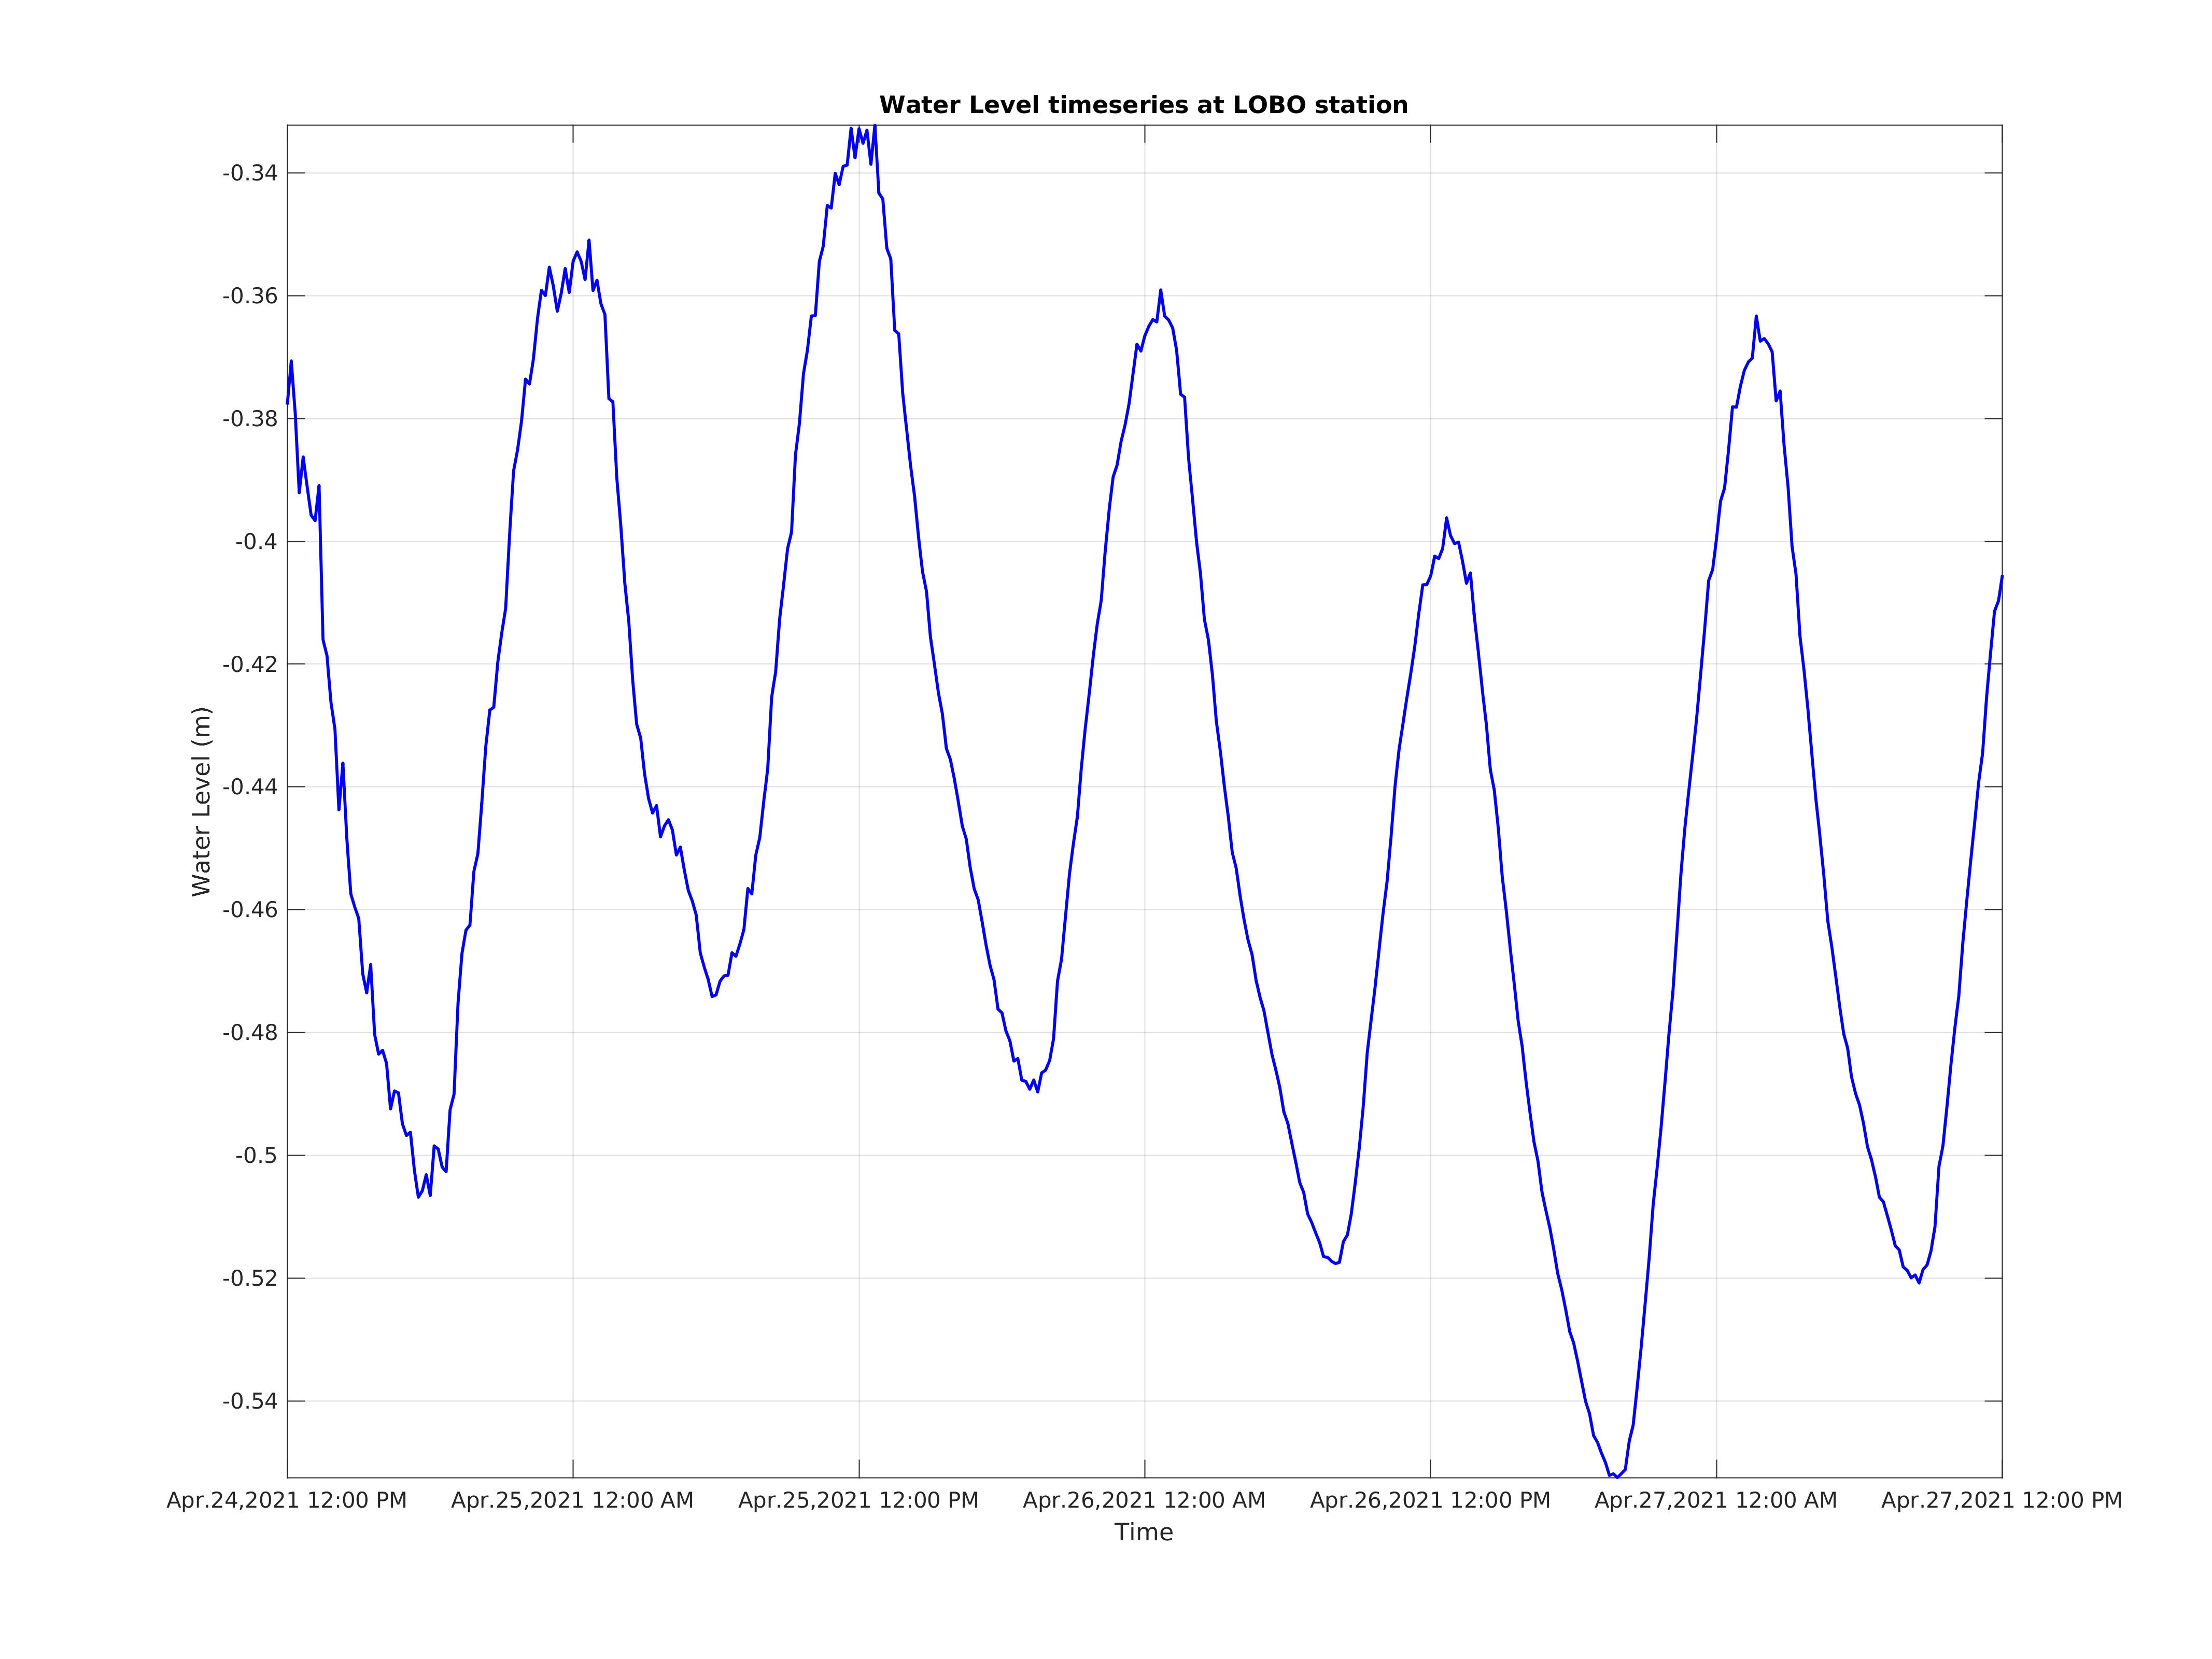 Water Level timeseries at LOBO station
-0.34
-0.36
-0.38
-0.4
-0.42
-0.44
-0.46
-0.48
-0.5
-0.52
-0.54
Water Level (m)
Apr.24,2021 12:00 PM
Apr.25,2021 12:00 AM
Apr.25,2021 12:00 PM
Apr.26,2021 12:00 AM
Apr.26,2021 12:00 PM
Apr.27,2021 12:00 AM
Apr.27,2021 12:00 PM
Time